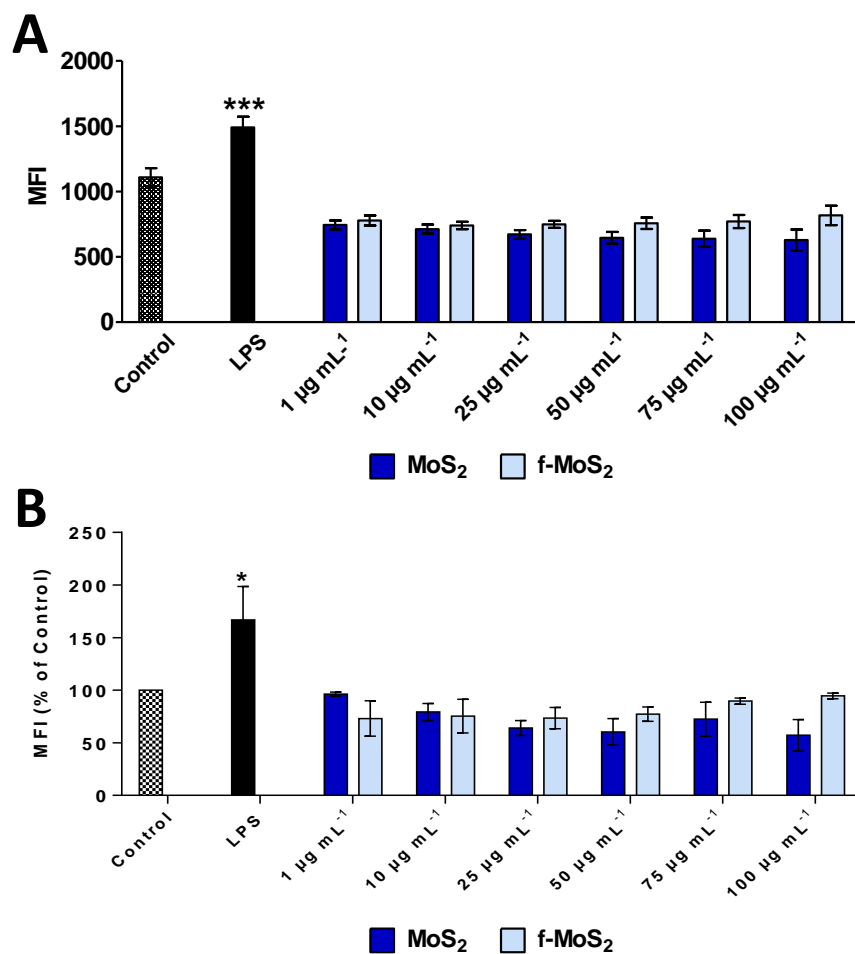 A
2000
1500
1000
500
0
MFI
***
Control
LPS
1 µg mL-¹
10 µg mL⁻¹
25 µg mL⁻¹
50 µg mL⁻¹
75 µg mL⁻¹
100 µg mL⁻¹
MoS₂ f-MoS₂
B
250
200
150
100
50
0
MFI (% of Control)
*
Control
LPS
1 µg mL⁻¹
10 µg mL⁻¹
25 µg mL⁻¹
50 µg mL⁻¹
75 µg mL⁻¹
100 µg mL⁻¹
MoS₂ f-MoS₂